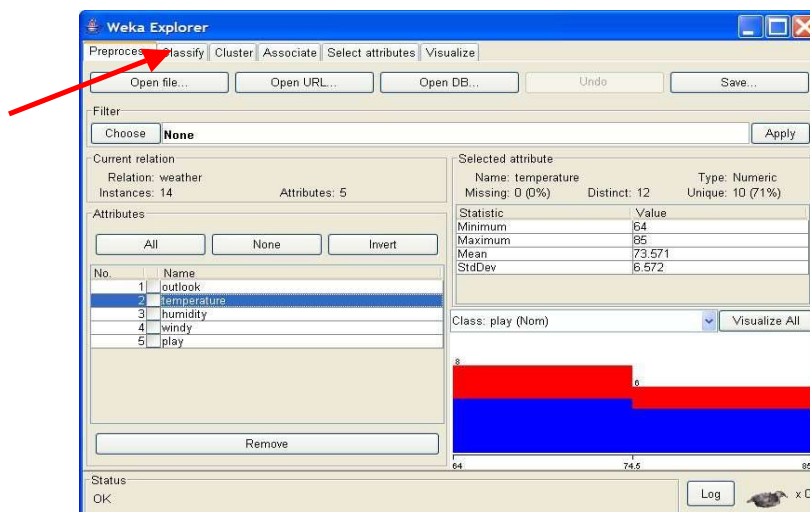 Weka Explorer
Preprocess Classify Cluster Associate Select attributes Visualize
Open file... Open URL... Open DB... Undo Save...
Filter
Choose None Apply
Current relation
Relation: weather
Instances: 14 Attributes: 5
Selected attribute
Name: temperature Type: Numeric
Missing: 0 (0%) Distinct: 12 Unique: 10 (71%)
Attributes
All None Invert
No. Name
1 outlook
2 temperature
3 humidity
4 windy
5 play
Remove
Statistic Value
Minimum 64
Maximum 85
Mean 73.571
StdDev 6.572
Class: play (Nom) Visualize All
8
6
64 74.5 85
Status
OK
Log x 0